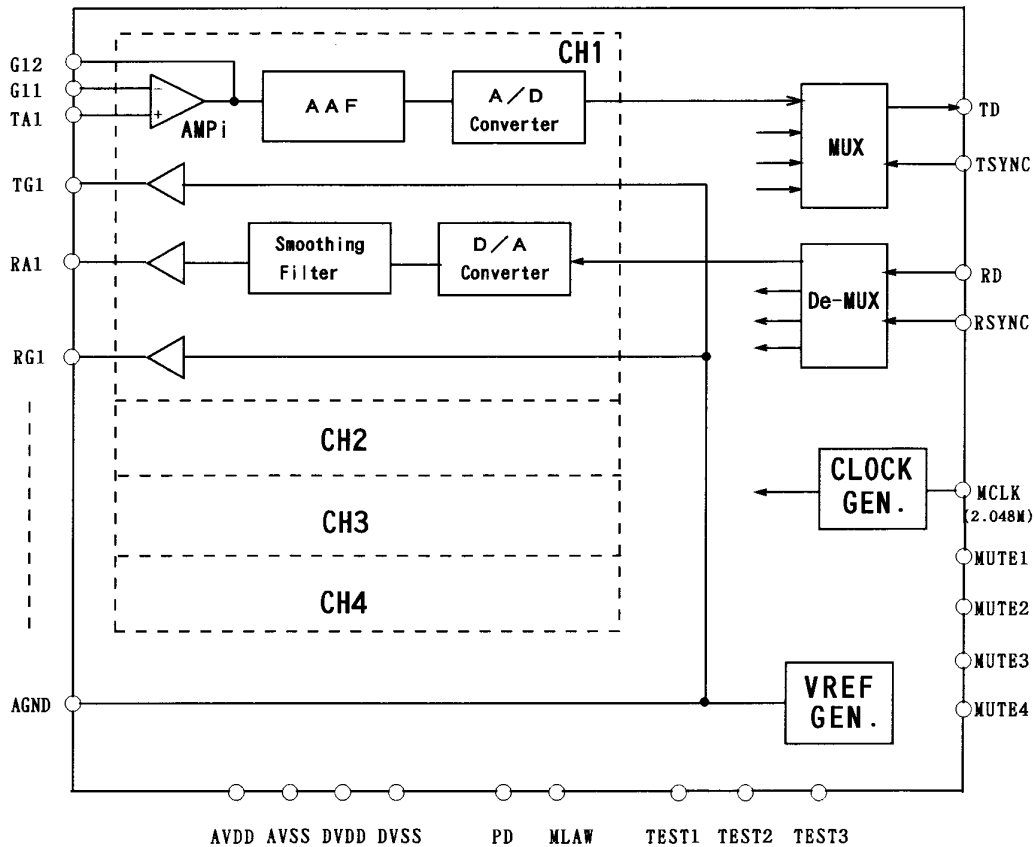 CH1
G12
G11
TA1
−
+
AMPi
AAF
A/D
Converter
MUX
TD
TSYNC
TG1
RA1
Smoothing
Filter
D/A
Converter
De-MUX
RD
RSYNC
RG1
CH2
CH3
CH4
CLOCK
GEN.
MCLK
(2.048M)
MUTE1
MUTE2
MUTE3
MUTE4
AGND
VREF
GEN.
AVDD AVSS DVDD DVSS PD MLAW TEST1 TEST2 TEST3